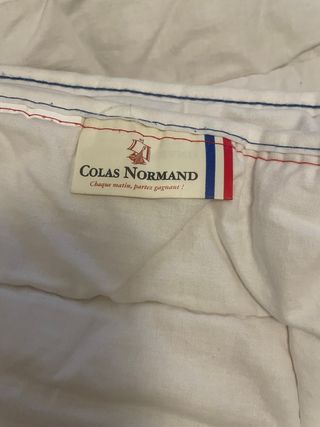 COLAS NORMAND
Chaque matin, partez gagnant !